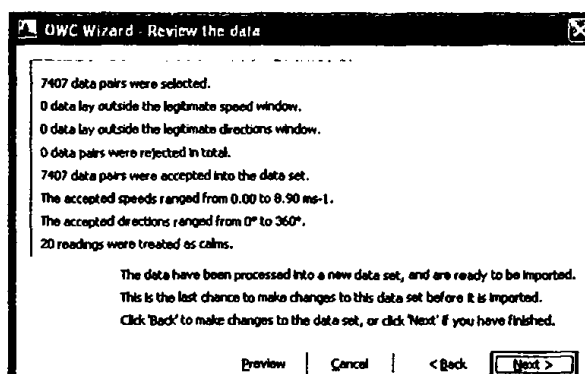 OWC Wizard - Review the data
7407 data pairs were selected.
0 data lay outside the legitimate speed window.
0 data lay outside the legitimate directions window.
0 data pairs were rejected in total.
7407 data pairs were accepted into the data set.
The accepted speeds ranged from 0.00 to 8.90 ms-1.
The accepted directions ranged from 0° to 360°.
20 readings were treated as calms.
The data have been processed into a new data set, and are ready to be imported.
This is the last chance to make changes to this data set before it is imported.
Click 'Back' to make changes to the data set, or click 'Next' if you have finished.
Preview Cancel < Back Next >